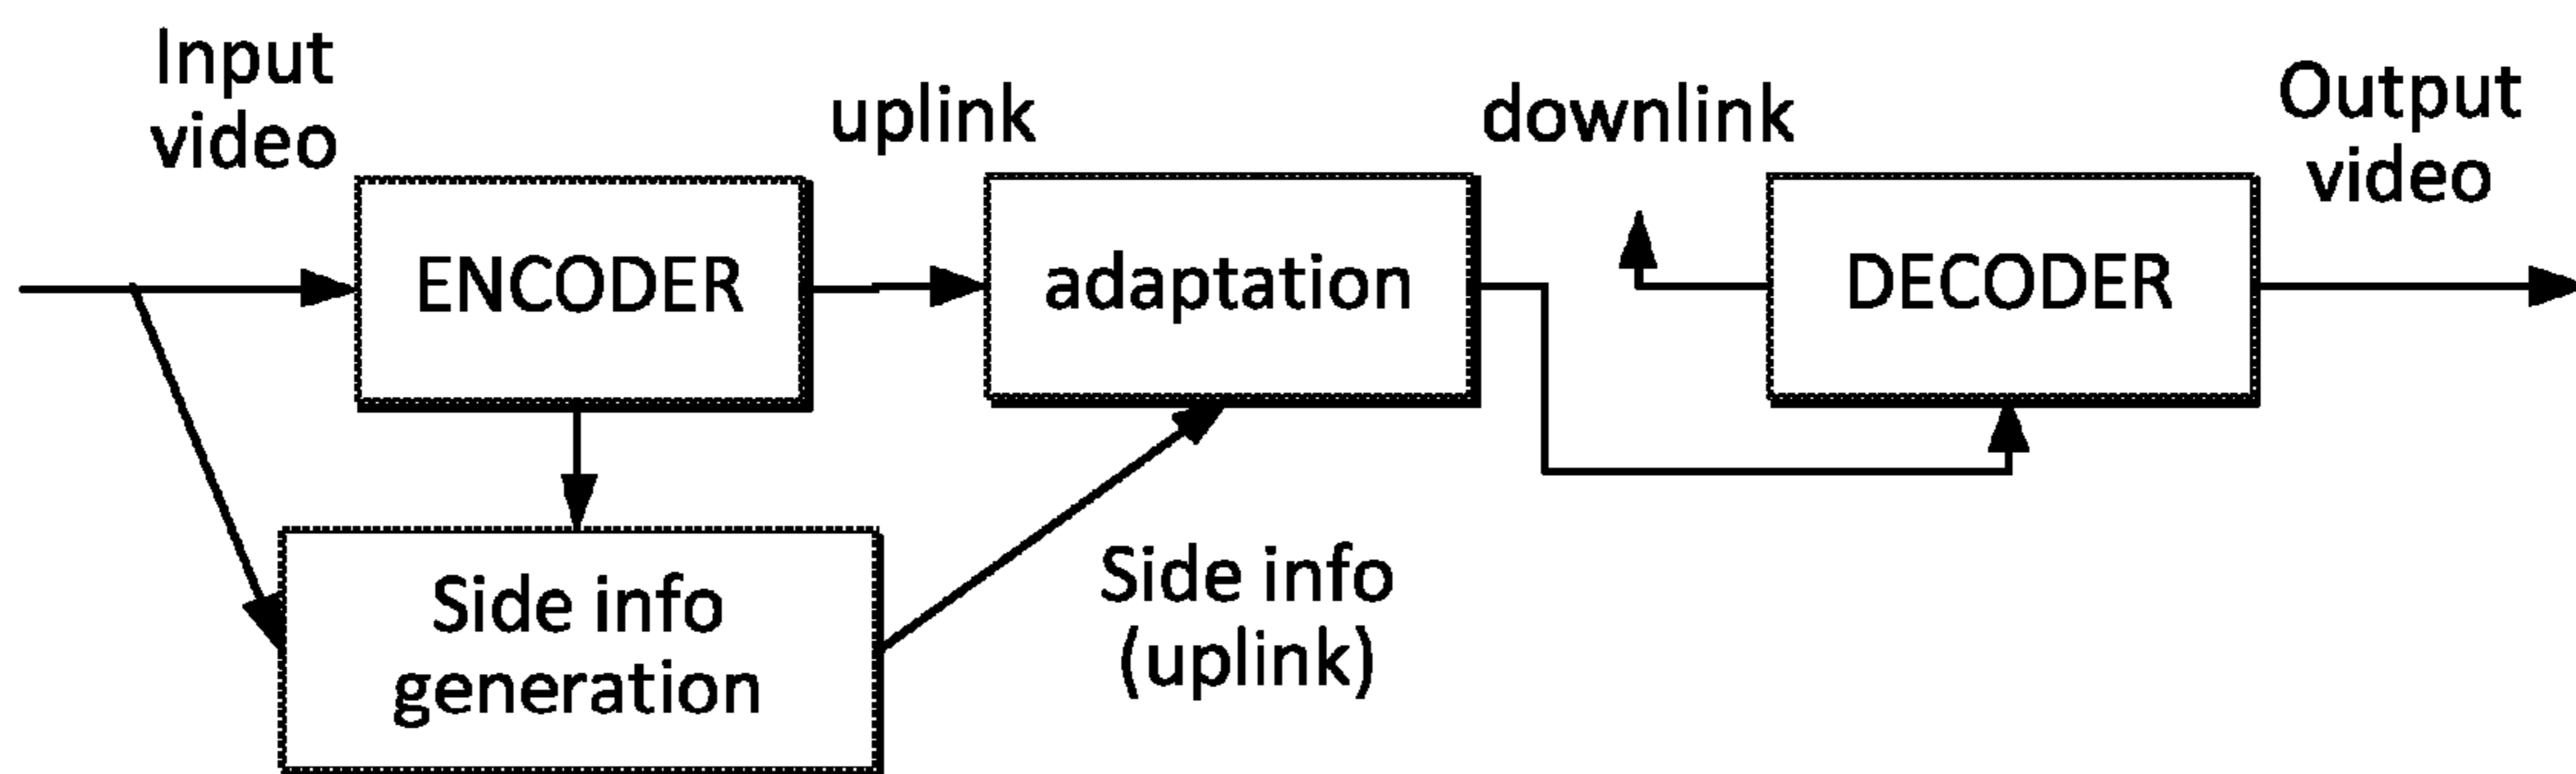 Input
video
ENCODER
uplink
adaptation
downlink
DECODER
Output
video
Side info
generation
Side info
(uplink)